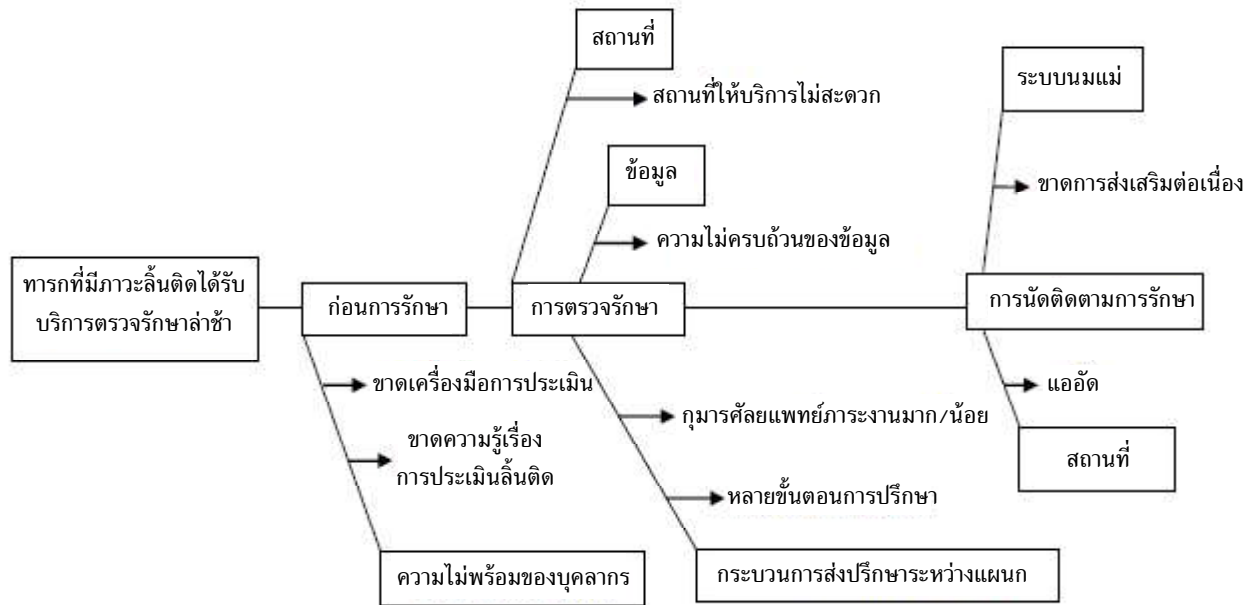 สถานที่
สถานที่ให้บริการไม่สะดวก
ระบบนมแม่
ข้อมูล
ขาดการส่งเสริมต่อเนื่อง
ความไม่ครบถ้วนของข้อมูล
ทารกที่มีภาวะลิ้นติดได้รับ
บริการตรวจรักษาล่าช้า
ก่อนการรักษา
การตรวจรักษา
การนัดติดตามการรักษา
ขาดเครื่องมือการประเมิน
แออัด
กุมารศัลยแพทย์ภาระงานมาก/น้อย
ขาดความรู้เรื่อง
การประเมินลิ้นติด
สถานที่
หลายขั้นตอนการปรึกษา
ความไม่พร้อมของบุคลากร
กระบวนการส่งปรึกษาระหว่างแผนก